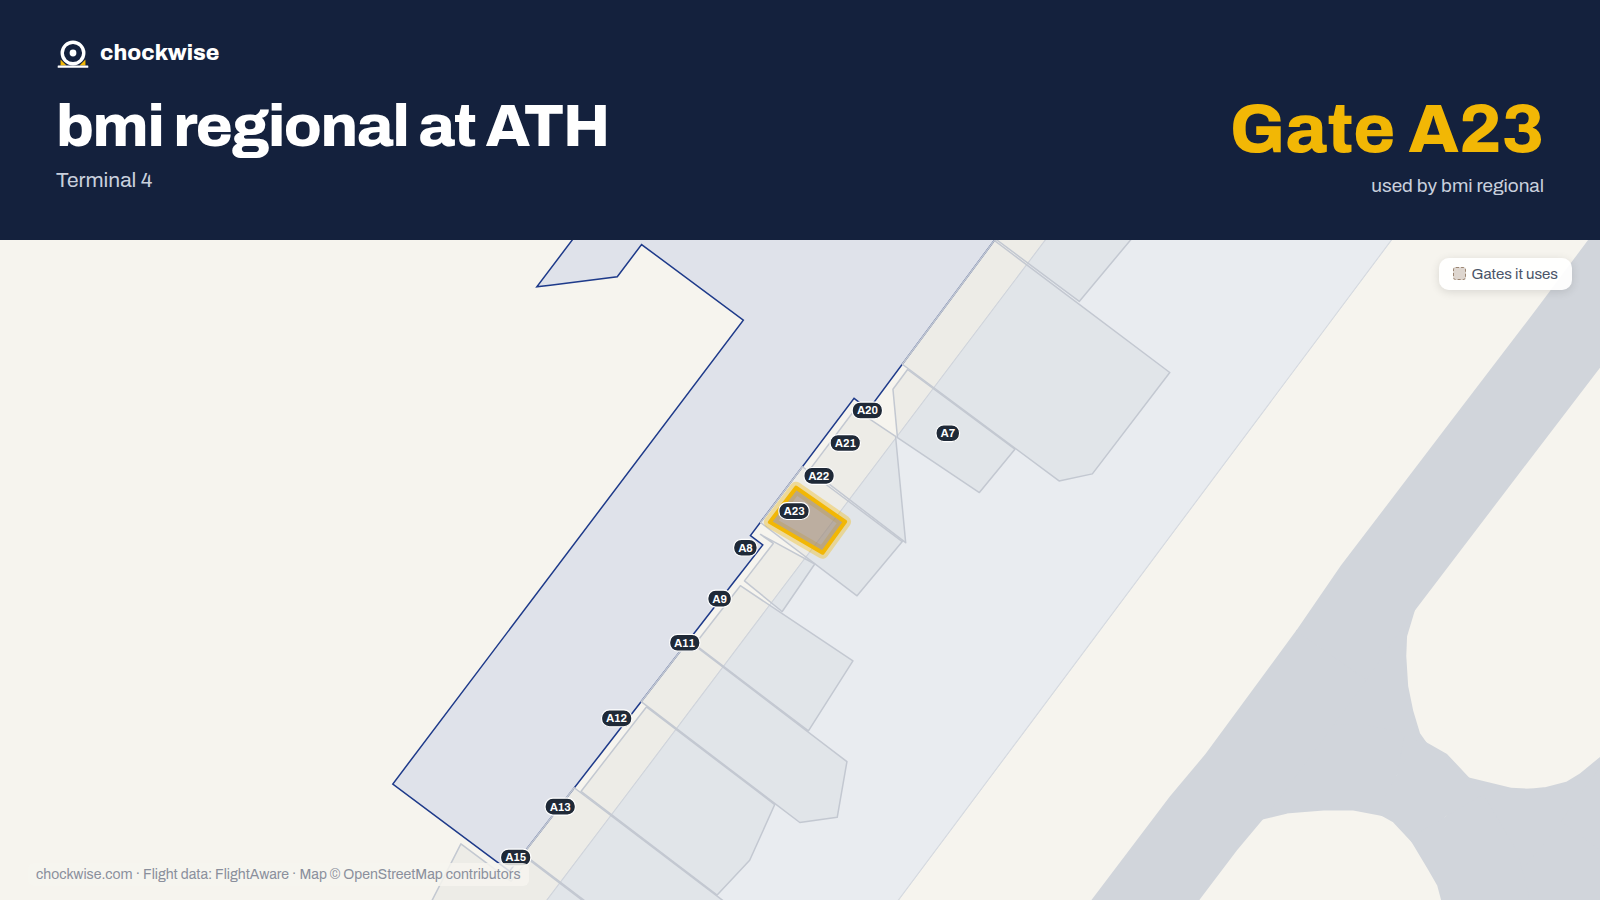 chockwise
bmi regional at ATH
Terminal 4
Gate A23
used by bmi regional
Gates it uses
A20
A7
A21
A22
A23
A8
A9
A11
A12
A13
A15
chockwise.com · Flight data: FlightAware · Map © OpenStreetMap contributors